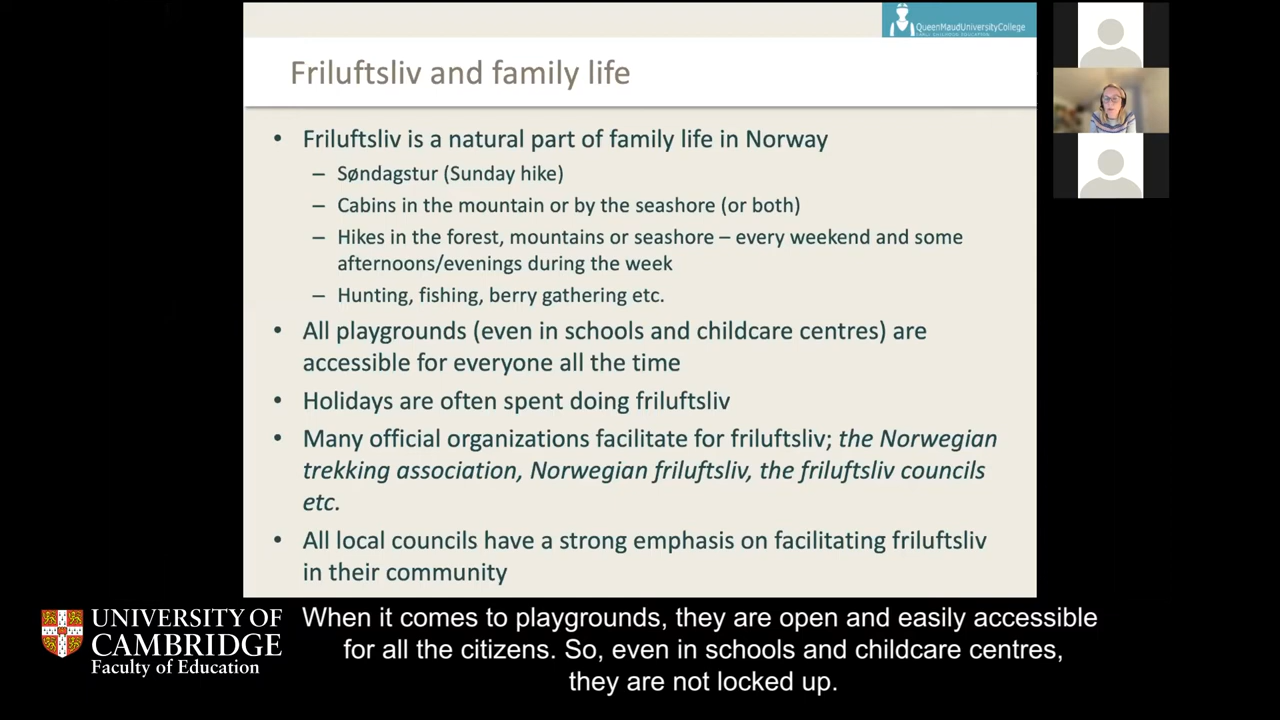 QueenMaudUniversityCollege
Friluftsliv and family life
• Friluftsliv is a natural part of family life in Norway
– Søndagstur (Sunday hike)
– Cabins in the mountain or by the seashore (or both)
– Hikes in the forest, mountains or seashore – every weekend and some
afternoons/evenings during the week
– Hunting, fishing, berry gathering etc.
• All playgrounds (even in schools and childcare centres) are
accessible for everyone all the time
• Holidays are often spent doing friluftsliv
• Many official organizations facilitate for friluftsliv; the Norwegian
trekking association, Norwegian friluftsliv, the friluftsliv councils
etc.
• All local councils have a strong emphasis on facilitating friluftsliv
in their community
UNIVERSITY OF
CAMBRIDGE
Faculty of Education
When it comes to playgrounds, they are open and easily accessible
for all the citizens. So, even in schools and childcare centres,
they are not locked up.